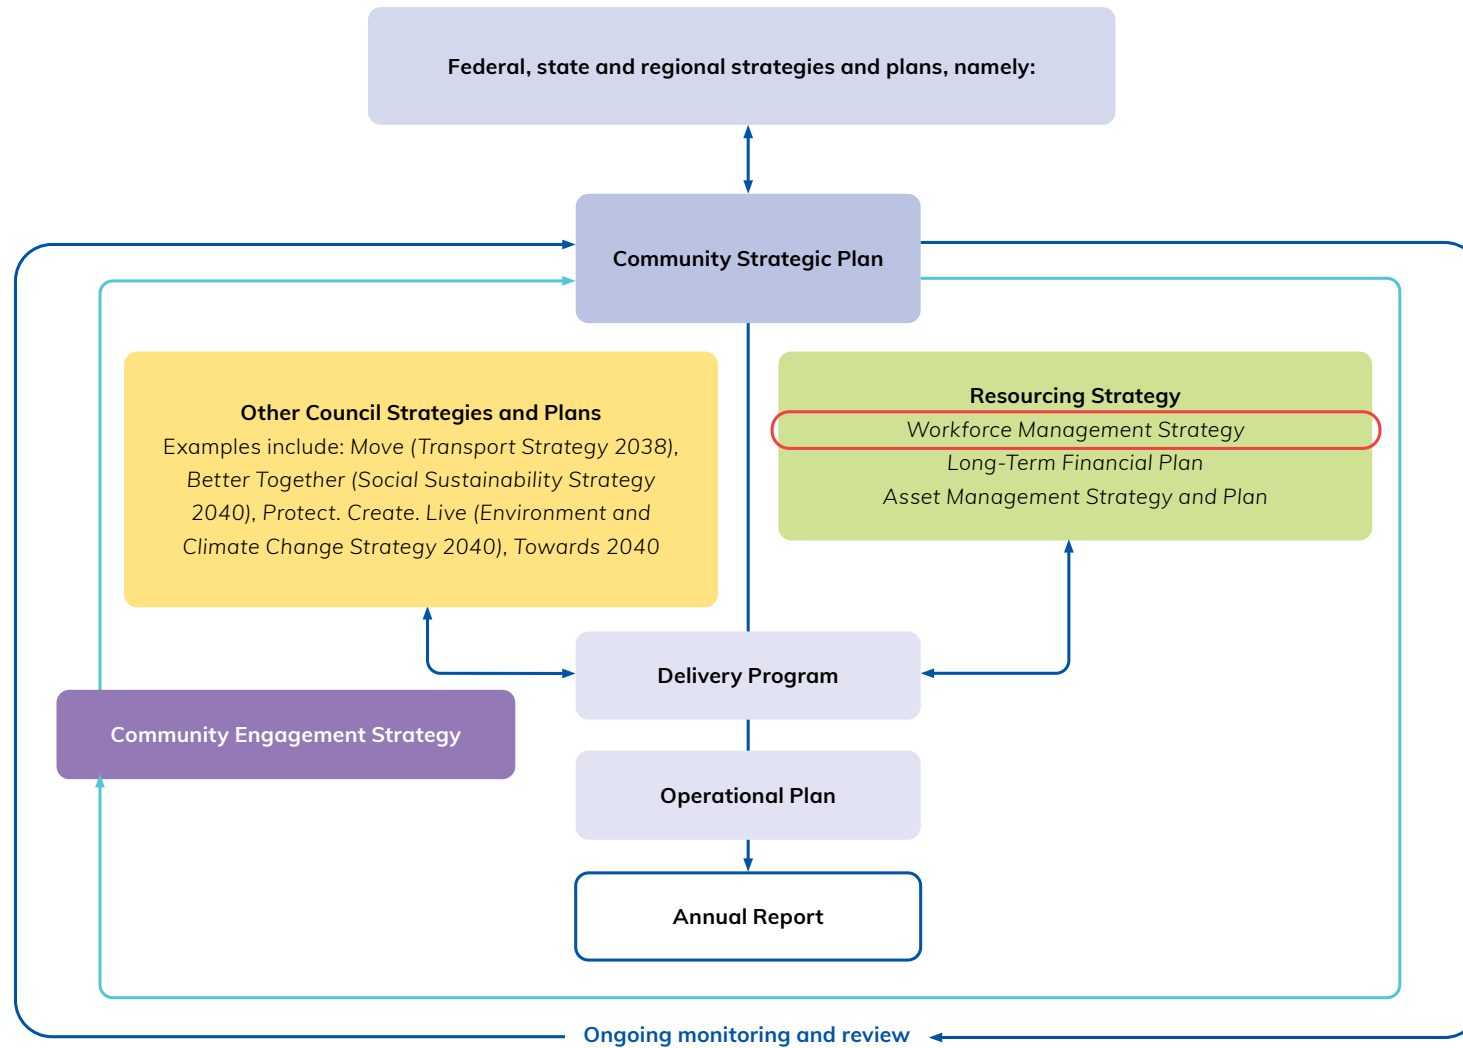 Federal, state and regional strategies and plans, namely:
Community Strategic Plan
Other Council Strategies and Plans
Examples include: Move (Transport Strategy 2038),
Better Together (Social Sustainability Strategy
2040), Protect. Create. Live (Environment and
Climate Change Strategy 2040), Towards 2040
Resourcing Strategy
Workforce Management Strategy
Long-Term Financial Plan
Asset Management Strategy and Plan
Delivery Program
Community Engagement Strategy
Operational Plan
Annual Report
Ongoing monitoring and review